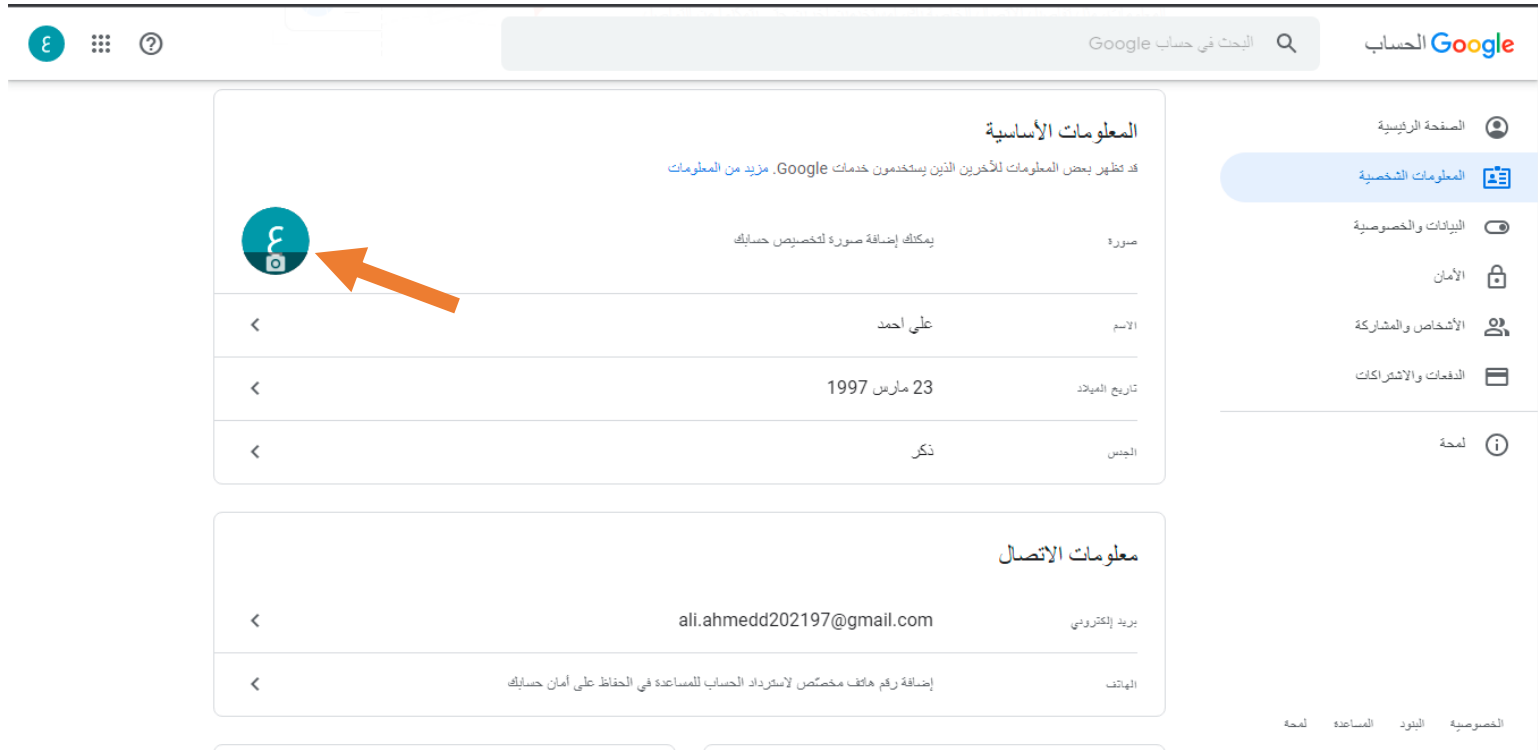 Google الحساب
البحث في حساب Google
ع
الصفحة الرئيسية
المعلومات الشخصية
البيانات والخصوصية
الأمان
الأشخاص والمشاركة
الدفعات والاشتراكات
لمحة
المعلومات الأساسية
قد تظهر بعض المعلومات للآخرين الذين يستخدمون خدمات Google. مزيد من المعلومات
صورة يمكنك إضافة صورة لتخصيص حسابك ع
الاسم علي احمد
تاريخ الميلاد 23 مارس 1997
الجنس ذكر
معلومات الاتصال
بريد إلكتروني ali.ahmedd202197@gmail.com
الهاتف إضافة رقم هاتف مخصّص لاسترداد الحساب للمساعدة في الحفاظ على أمان حسابك
الخصوصية البنود المساعدة لمحة